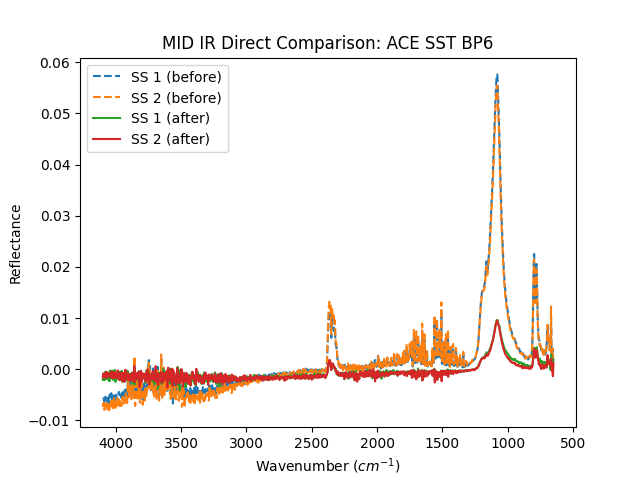 MID IR Direct Comparison: ACE SST BP6
SS 1 (before)
SS 2 (before)
SS 1 (after)
SS 2 (after)
0.06
0.05
0.04
0.03
0.02
0.01
0.00
−0.01
Reflectance
4000 3500 3000 2500 2000 1500 1000 500
Wavenumber (cm⁻¹)